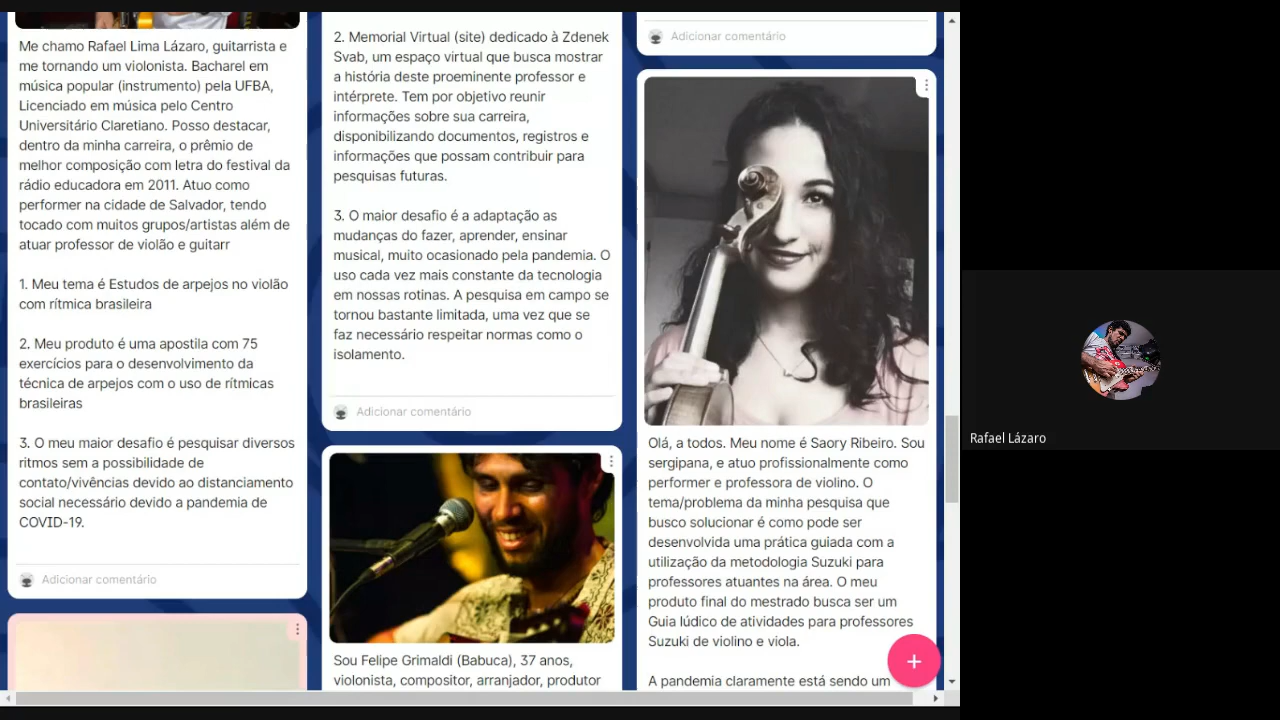 Me chamo Rafael Lima Lázaro, guitarrista e
me tornando um violonista. Bacharel em
música popular (instrumento) pela UFBA,
Licenciado em música pelo Centro
Universitário Claretiano. Posso destacar,
dentro da minha carreira, o prêmio de
melhor composição com letra do festival da
rádio educadora em 2011. Atuo como
performer na cidade de Salvador, tendo
tocado com muitos grupos/artistas além de
atuar professor de violão e guitarr
1. Meu tema é Estudos de arpejos no violão
com rítmica brasileira
2. Meu produto é uma apostila com 75
exercícios para o desenvolvimento da
técnica de arpejos com o uso de rítmicas
brasileiras
3. O meu maior desafio é pesquisar diversos
ritmos sem a possibilidade de
contato/vivências devido ao distanciamento
social necessário devido a pandemia de
COVID-19.
Adicionar comentário
2. Memorial Virtual (site) dedicado à Zdenek
Svab, um espaço virtual que busca mostrar
a história deste proeminente professor e
intérprete. Tem por objetivo reunir
informações sobre sua carreira,
disponibilizando documentos, registros e
informações que possam contribuir para
pesquisas futuras.
3. O maior desafio é a adaptação as
mudanças do fazer, aprender, ensinar
musical, muito ocasionado pela pandemia. O
uso cada vez mais constante da tecnologia
em nossas rotinas. A pesquisa em campo se
tornou bastante limitada, uma vez que se
faz necessário respeitar normas como o
isolamento.
Adicionar comentário
Sou Felipe Grimaldi (Babuca), 37 anos,
violonista, compositor, arranjador, produtor
Adicionar comentário
Olá, a todos. Meu nome é Saory Ribeiro. Sou
sergipana, e atuo profissionalmente como
performer e professora de violino. O
tema/problema da minha pesquisa que
busco solucionar é como pode ser
desenvolvida uma prática guiada com a
utilização da metodologia Suzuki para
professores atuantes na área. O meu
produto final do mestrado busca ser um
Guia lúdico de atividades para professores
Suzuki de violino e viola.
A pandemia claramente está sendo um
Rafael Lázaro